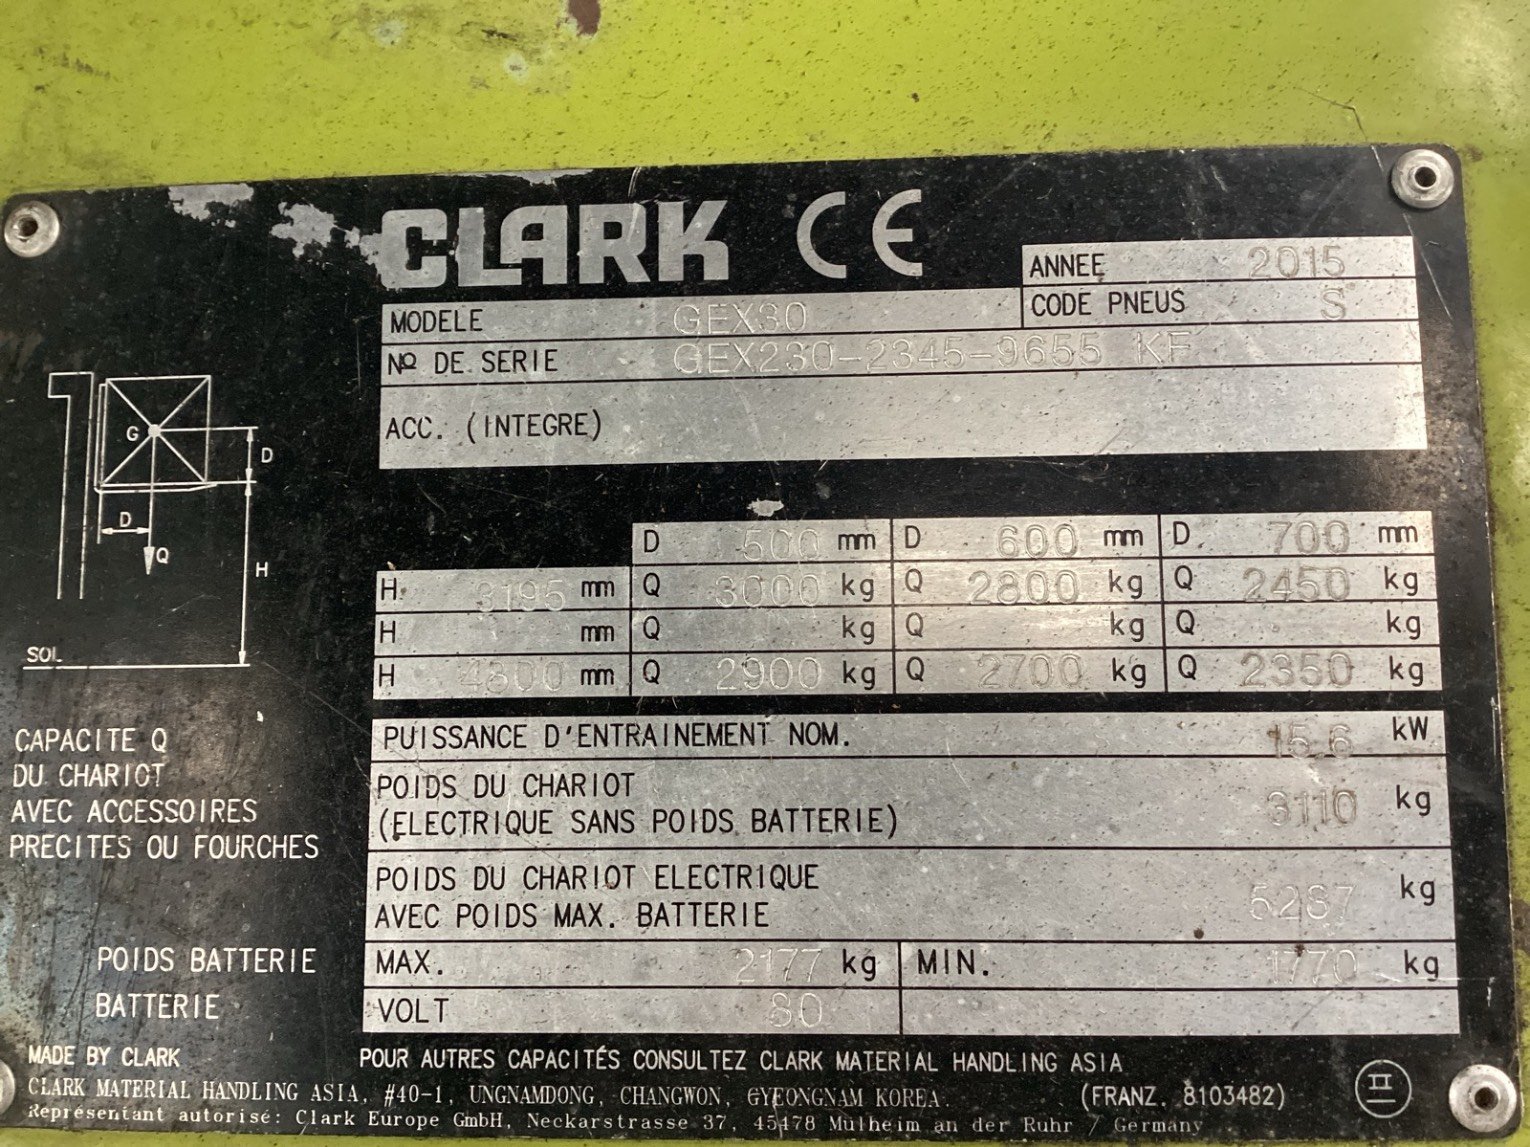 CLARK CE
ANNEE 2015
MODELE GEX30 CODE PNEUS S
Nº DE SERIE GEX230-2345-9655 KF
ACC. (INTEGRE)
G
D
D
Q
H
SOL
D 500 mm D 600 mm D 700 mm
H 3195 mm Q 3000 kg Q 2800 kg Q 2450 kg
H mm Q kg Q kg Q kg
H 4800 mm Q 2900 kg Q 2700 kg Q 2350 kg
CAPACITE Q
DU CHARIOT
AVEC ACCESSOIRES
PRECITES OU FOURCHES
PUISSANCE D'ENTRAINEMENT NOM. 15.6 kW
POIDS DU CHARIOT
(ELECTRIQUE SANS POIDS BATTERIE) 3110 kg
POIDS DU CHARIOT ELECTRIQUE
AVEC POIDS MAX. BATTERIE 5287 kg
POIDS BATTERIE MAX. 2177 kg MIN. 1770 kg
BATTERIE VOLT 80
MADE BY CLARK POUR AUTRES CAPACITÉS CONSULTEZ CLARK MATERIAL HANDLING ASIA
CLARK MATERIAL HANDLING ASIA, #40-1, UNGNAMDONG, CHANGWON, GYEONGNAM KOREA. (FRANZ. 8103482)
Représentant autorisé: Clark Europe GmbH, Neckarstrasse 37, 45478 Mülheim an der Ruhr / Germany
II